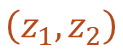 (z₁, z₂)